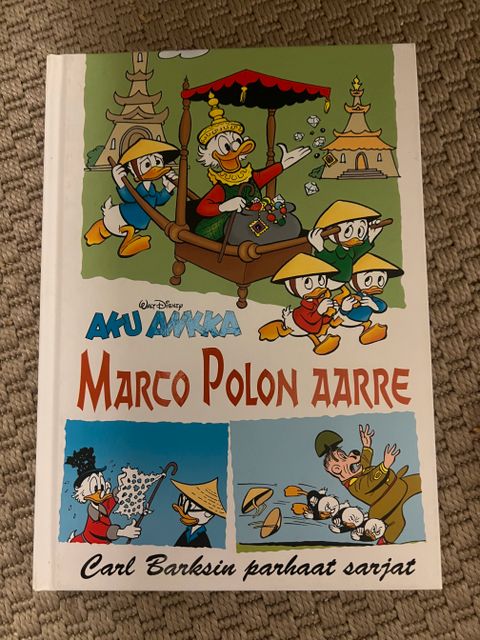 Walt Disney
AKU ANKKA
MARCO POLON AARRE
Carl Barksin parhaat sarjat